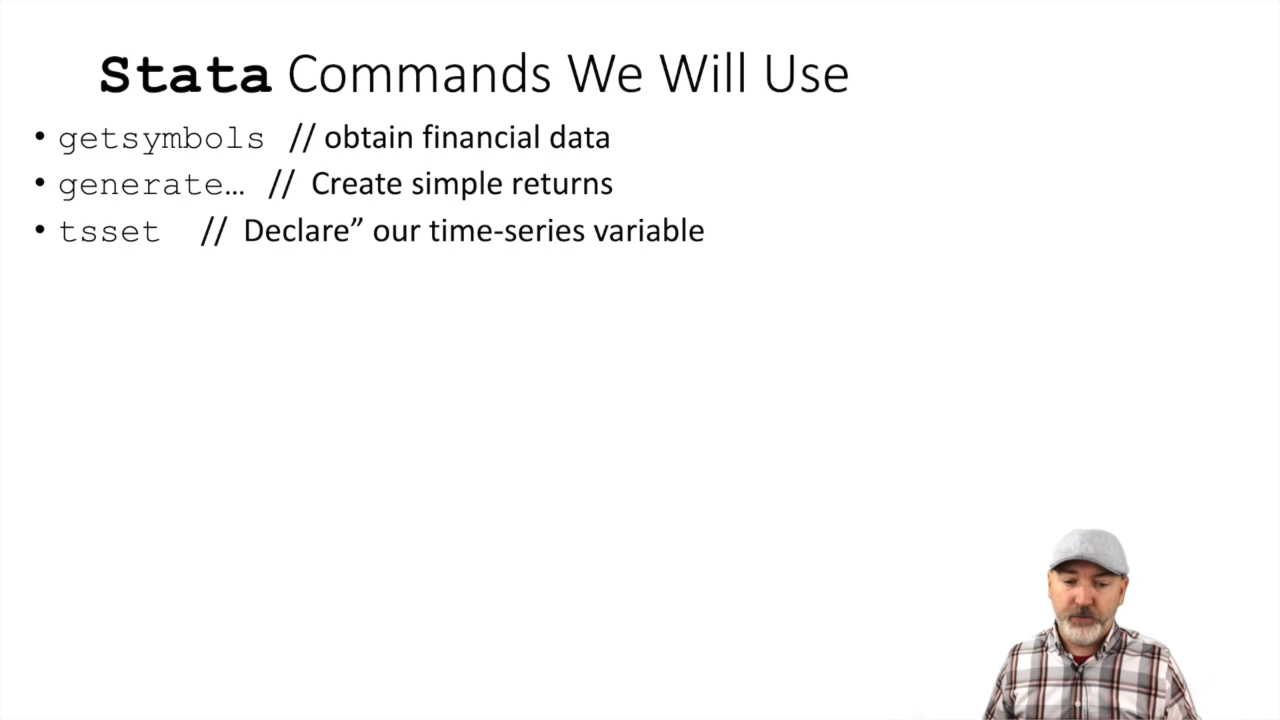 Stata Commands We Will Use
• getsymbols // obtain financial data
• generate… // Create simple returns
• tsset // Declare” our time-series variable